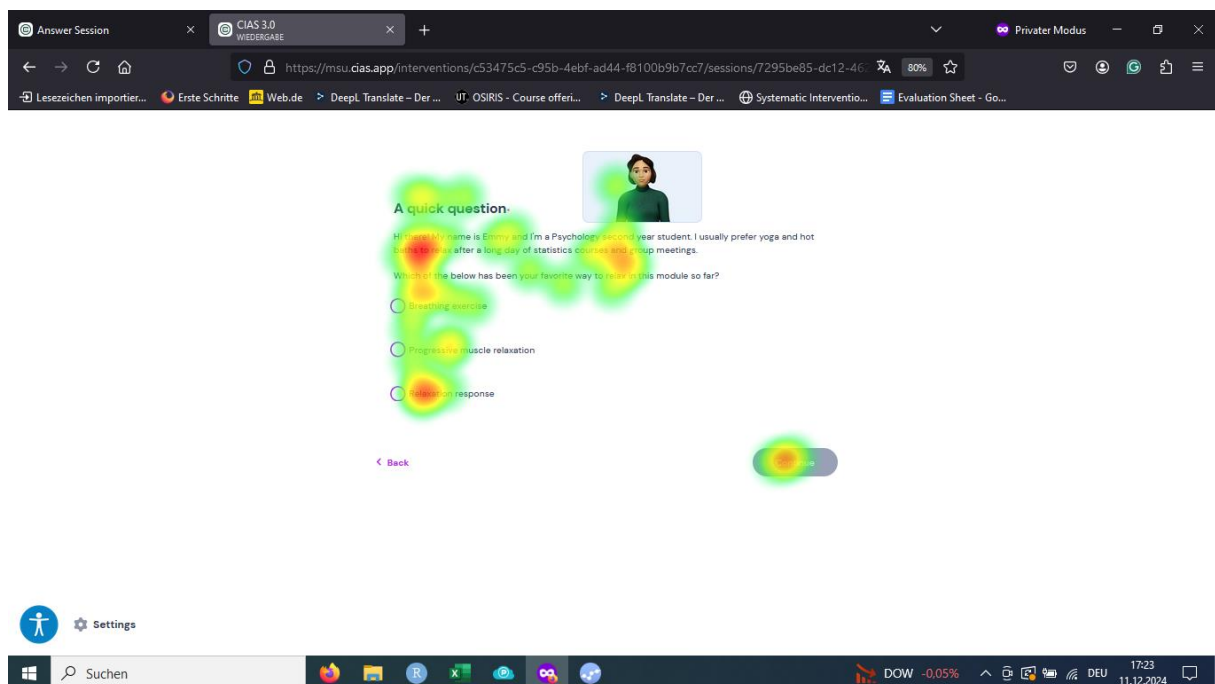 Answer Session
CIAS 3.0
WIEDERGABE
Privater Modus
https://msu.cias.app/interventions/c53475c5-c95b-4ebf-ad44-f8100b9b7cc7/sessions/7295be85-dc12-46
80%
Lesezeichen importier...
Erste Schritte
Web.de
DeepL Translate – Der ...
OSIRIS - Course offeri...
DeepL Translate – Der ...
Systematic Interventio...
Evaluation Sheet - Go...
A quick question
Hi there! My name is Emmy and I'm a Psychology second year student. I usually prefer yoga and hot
baths to relax after a long day of statistics courses and group meetings.
Which of the below has been your favorite way to relax in this module so far?
Breathing exercise
Progressive muscle relaxation
Relaxation response
Back
Settings
Suchen
DOW -0,05%
DEU
17:23
11.12.2024